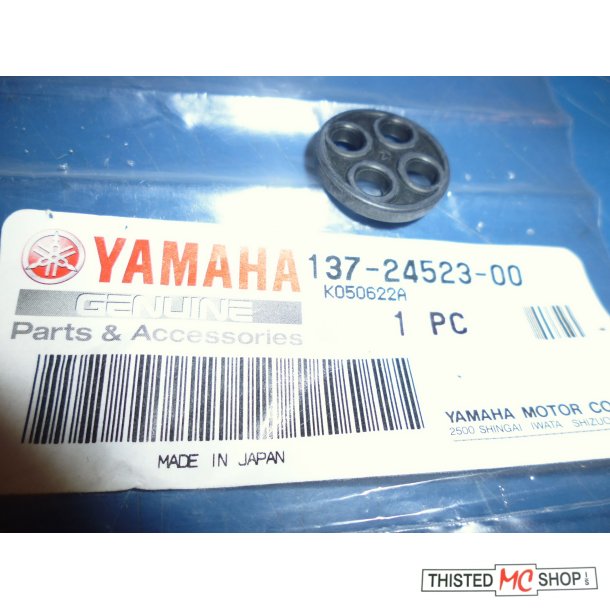 YAMAHA
137-24523-00
K050622A
GENUINE
1 PC
Parts & Accessories
YAMAHA MOTOR CO
2500 SHINGAI IWATA SHIZUO
MADE IN JAPAN
THISTED MC SHOP I/S